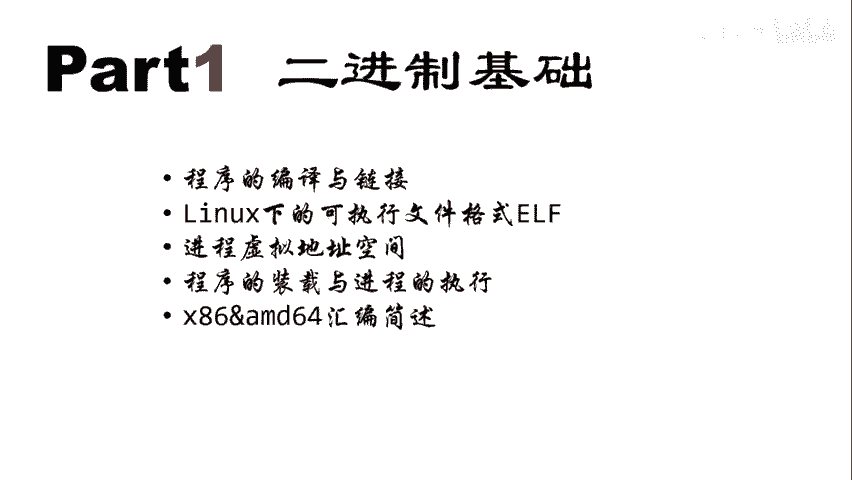 Part1 二进制基础
• 程序的编译与链接
• Linux下的可执行文件格式ELF
• 进程虚拟地址空间
• 程序的装载与进程的执行
• x86&amd64汇编简述